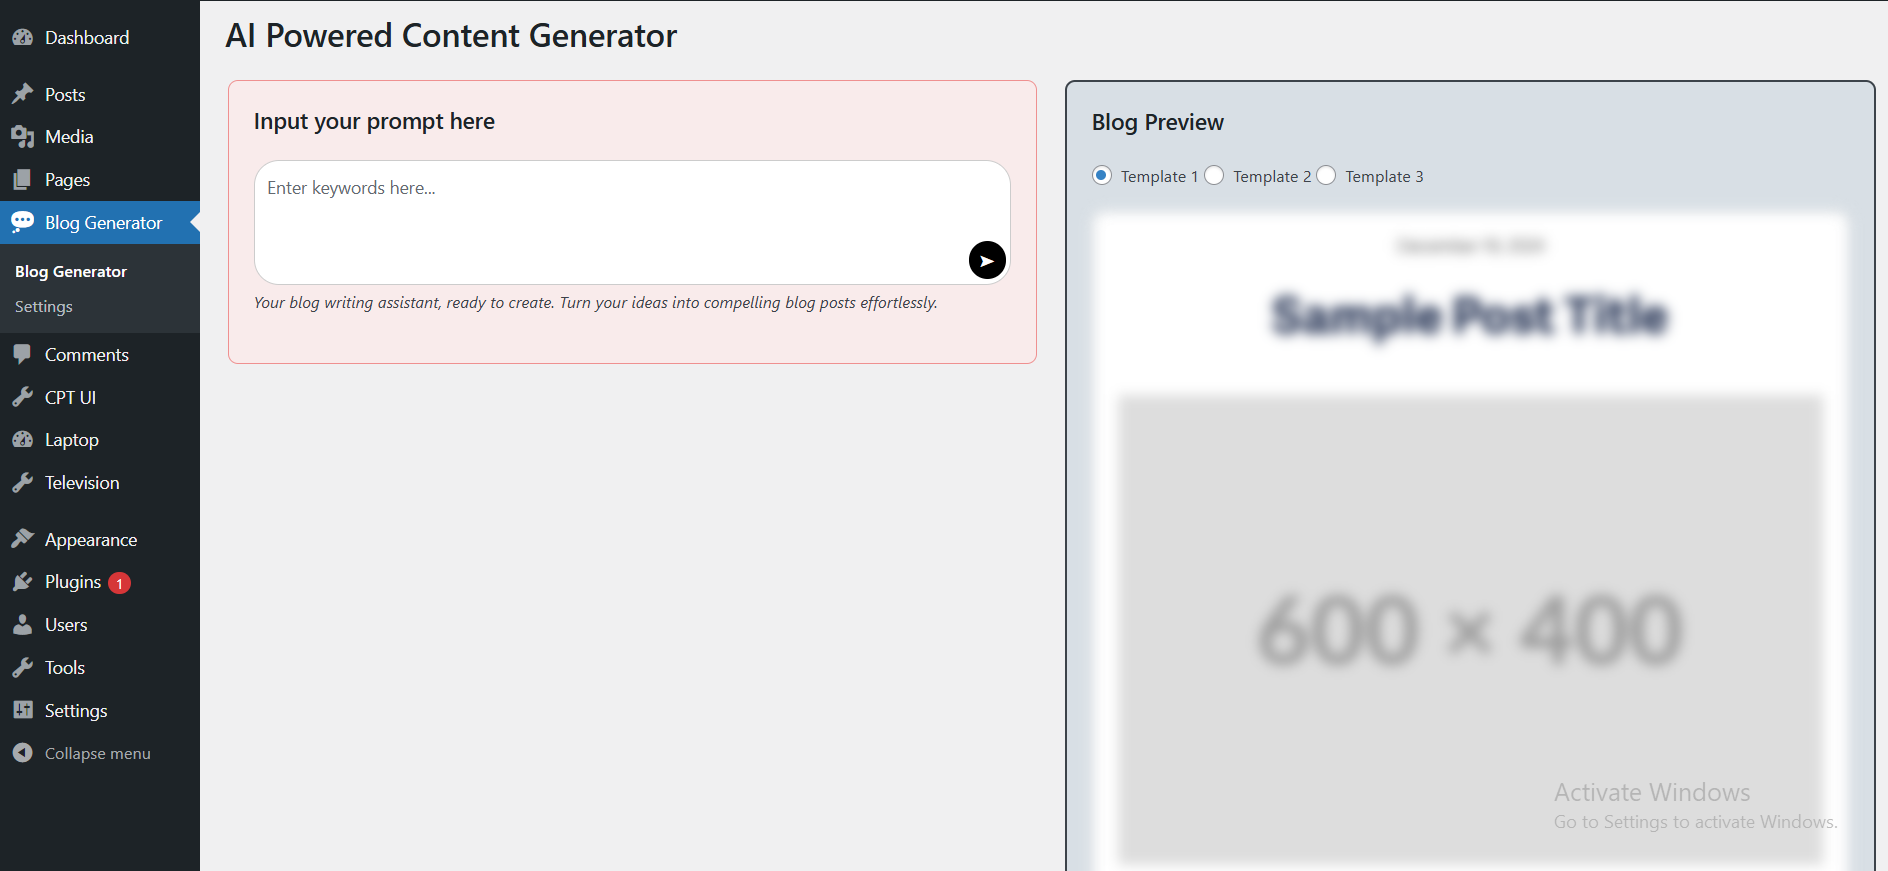 Dashboard
Posts
Media
Pages
Blog Generator
Blog Generator
Settings
Comments
CPT UI
Laptop
Television
Appearance
Plugins 1
Users
Tools
Settings
Collapse menu
AI Powered Content Generator
Input your prompt here
Enter keywords here...
Your blog writing assistant, ready to create. Turn your ideas into compelling blog posts effortlessly.
Blog Preview
Template 1 Template 2 Template 3
Sample Post Title
600 × 400
Activate Windows
Go to Settings to activate Windows.